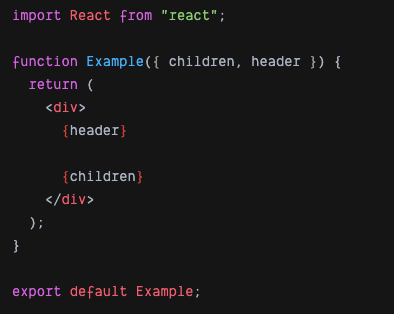 import React from "react";

function Example({ children, header }) {
  return (
    <div>
      {header}

      {children}
    </div>
  );
}

export default Example;